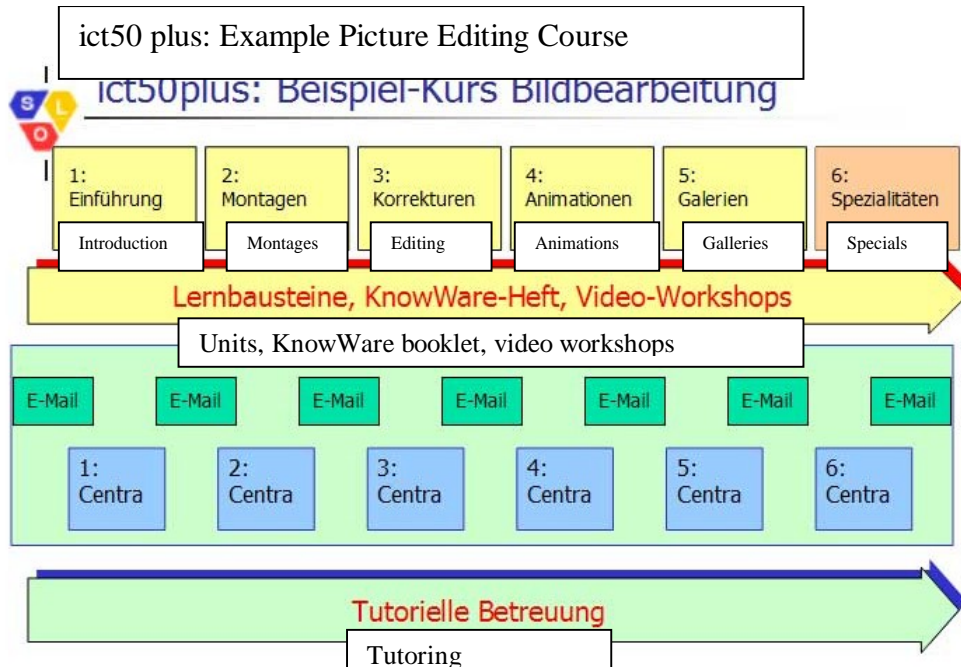 ict50 plus: Example Picture Editing Course
ict50plus: Beispiel-Kurs Bildbearbeitung
S L
O
1:
Einführung
2:
Montagen
3:
Korrekturen
4:
Animationen
5:
Galerien
6:
Spezialitäten
Introduction
Montages
Editing
Animations
Galleries
Specials
Lernbausteine, KnowWare-Heft, Video-Workshops
Units, KnowWare booklet, video workshops
E-Mail E-Mail E-Mail E-Mail E-Mail E-Mail E-Mail
1:
Centra
2:
Centra
3:
Centra
4:
Centra
5:
Centra
6:
Centra
Tutorielle Betreuung
Tutoring